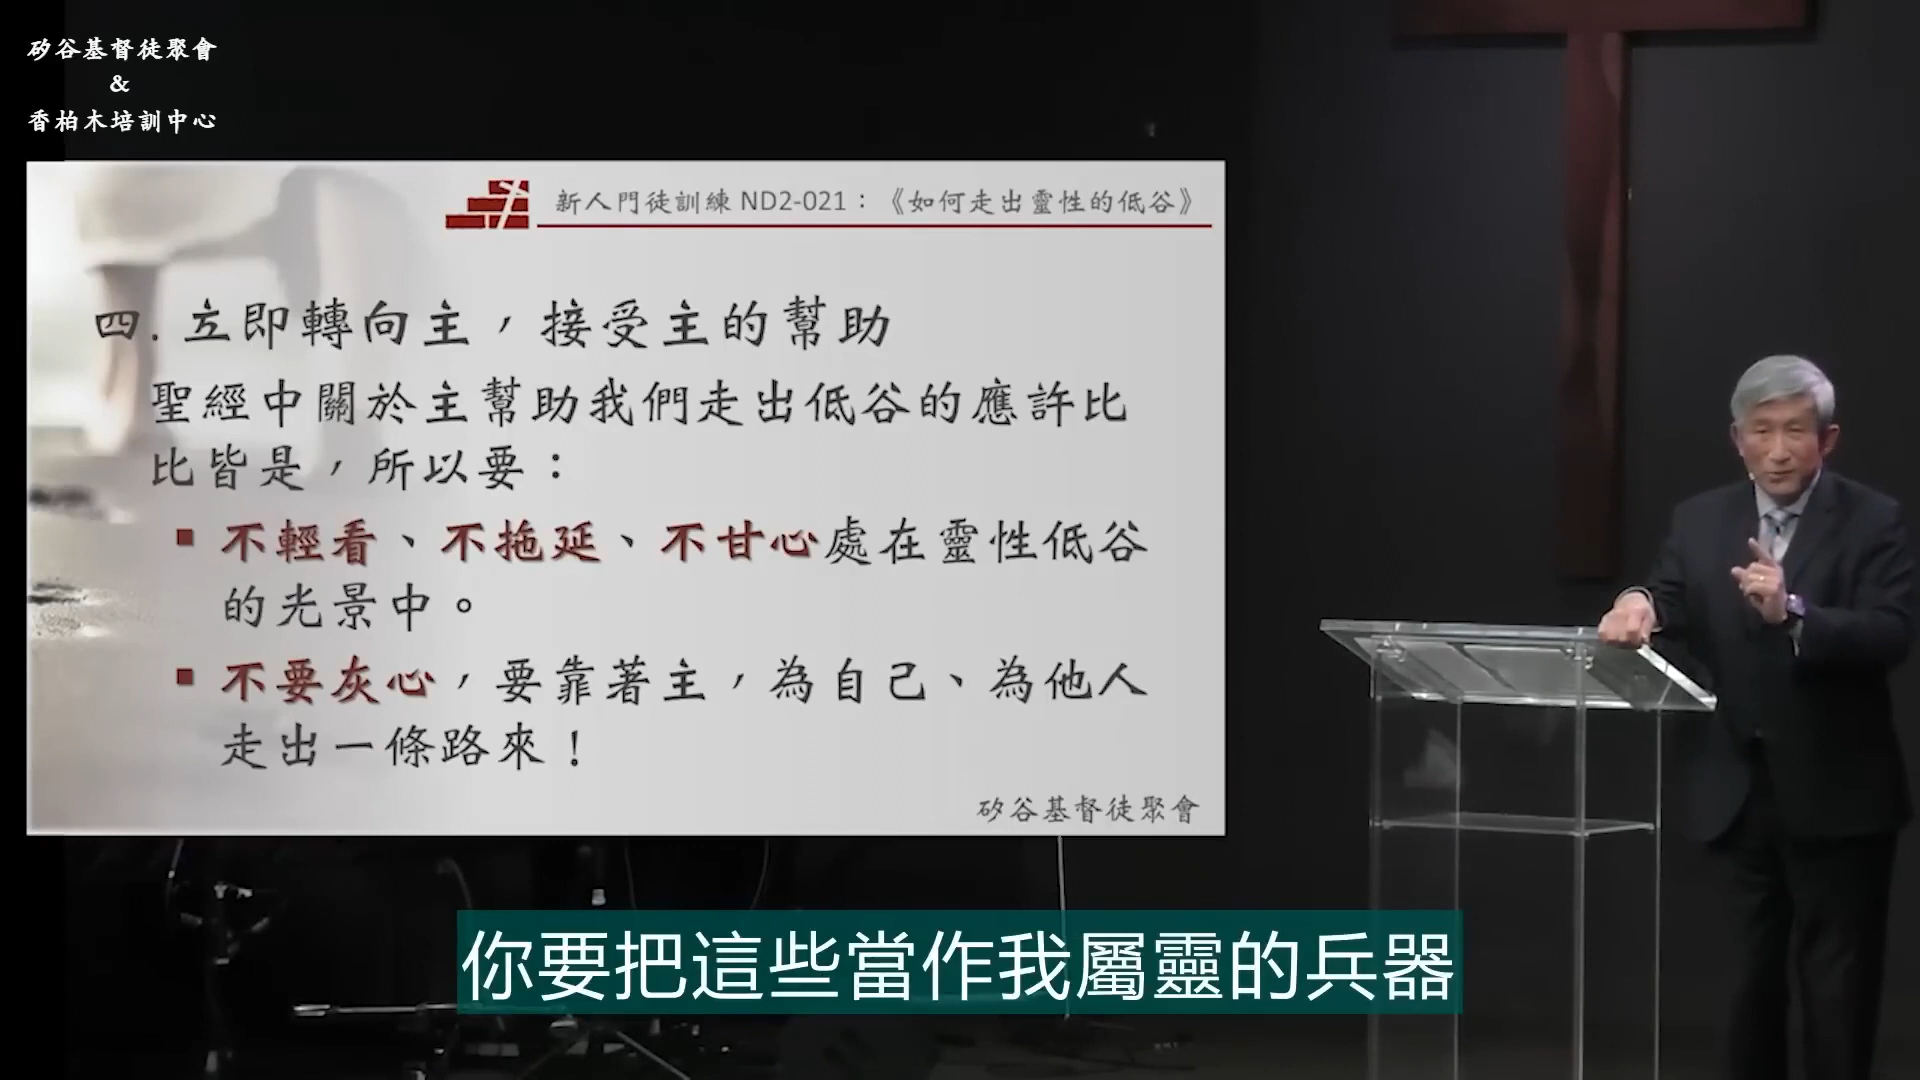 矽谷基督徒聚會
&
香柏木培訓中心
新人門徒訓練 ND2-021：《如何走出靈性的低谷》
四. 立即轉向主，接受主的幫助
聖經中關於主幫助我們走出低谷的應許比
比皆是，所以要：
▪ 不輕看、不拖延、不甘心處在靈性低谷
的光景中。
▪ 不要灰心，要靠著主，為自己、為他人
走出一條路來！
矽谷基督徒聚會
你要把這些當作我屬靈的兵器